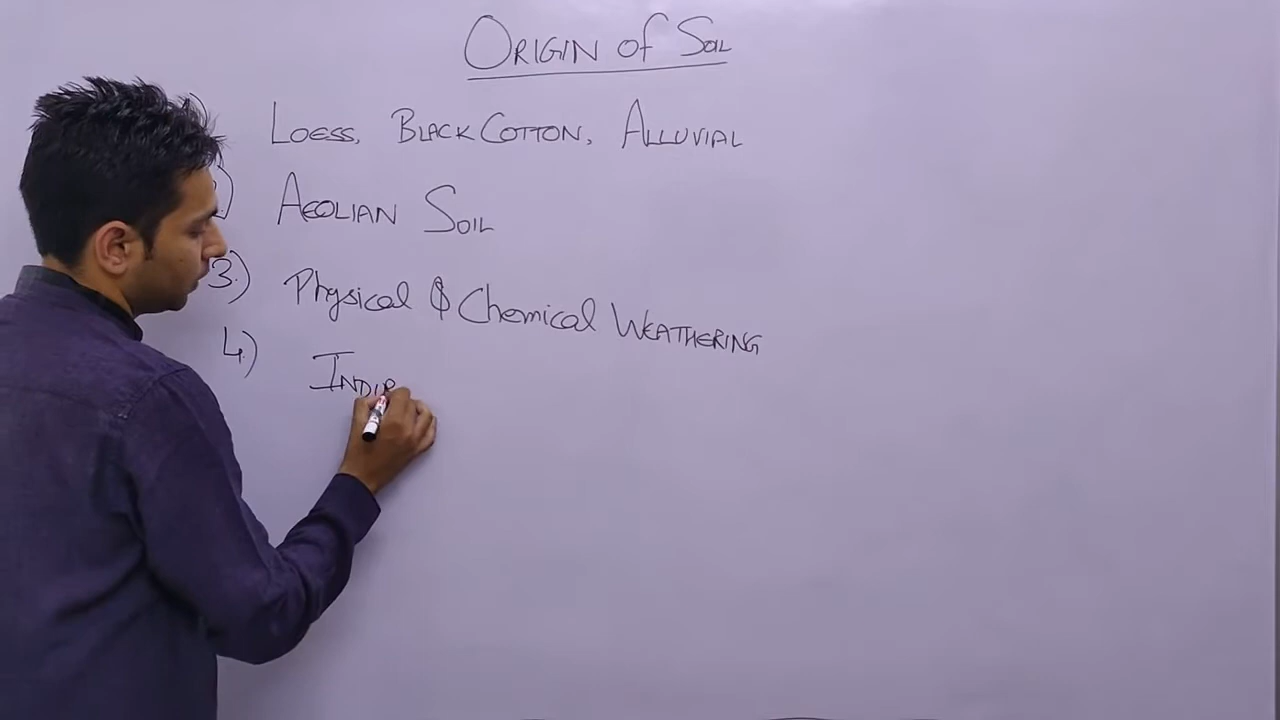 ORIGIN of SOIL
LOESS, BLACK COTTON, ALLUVIAL
AEOLIAN SOIL
3.) Physical & Chemical WEATHERING
4.)